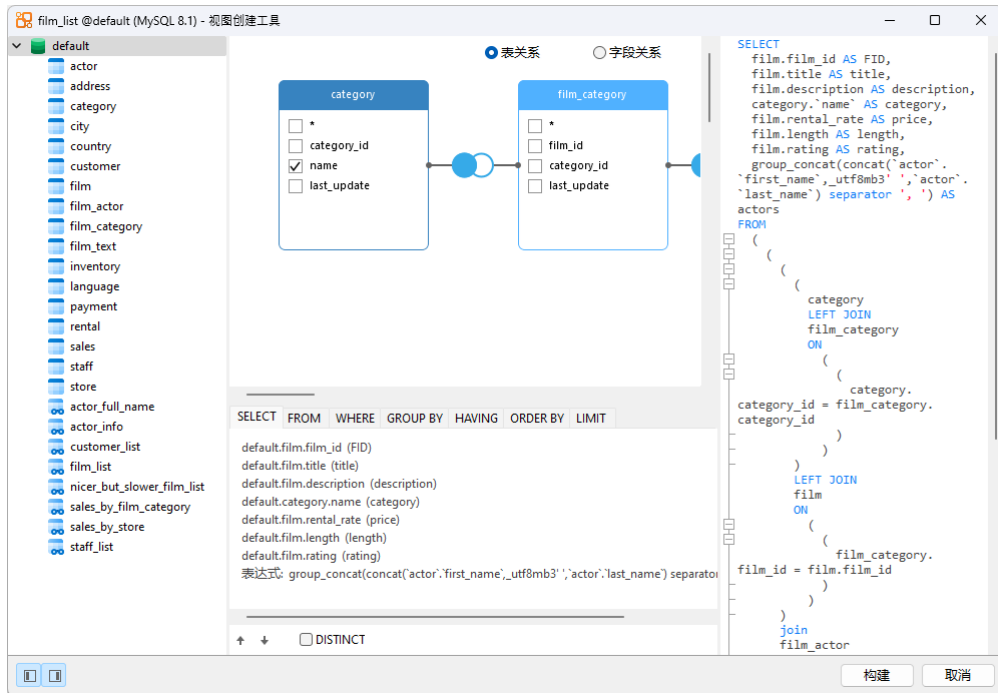 film_list @default (MySQL 8.1) - 视图创建工具
default
actor
address
category
city
country
customer
film
film_actor
film_category
film_text
inventory
language
payment
rental
sales
staff
store
actor_full_name
actor_info
customer_list
film_list
nicer_but_slower_film_list
sales_by_film_category
sales_by_store
staff_list
表关系
字段关系
category
*
category_id
name
last_update
film_category
*
film_id
category_id
last_update
SELECT FROM WHERE GROUP BY HAVING ORDER BY LIMIT
default.film.film_id (FID)
default.film.title (title)
default.film.description (description)
default.category.name (category)
default.film.rental_rate (price)
default.film.length (length)
default.film.rating (rating)
表达式: group_concat(concat(`actor`.`first_name`,_utf8mb3' ',`actor`.`last_name`) separator
DISTINCT
SELECT
film.film_id AS FID,
film.title AS title,
film.description AS description,
category.`name` AS category,
film.rental_rate AS price,
film.length AS length,
film.rating AS rating,
group_concat(concat(`actor`.
`first_name`,_utf8mb3' ',`actor`.
`last_name`) separator ', ') AS
actors
FROM
(
(
(
(
category
LEFT JOIN
film_category
ON
(
(
category.
category_id = film_category.
category_id
)
)
)
LEFT JOIN
film
ON
(
(
film_category.
film_id = film.film_id
)
)
)
join
film_actor
构建
取消